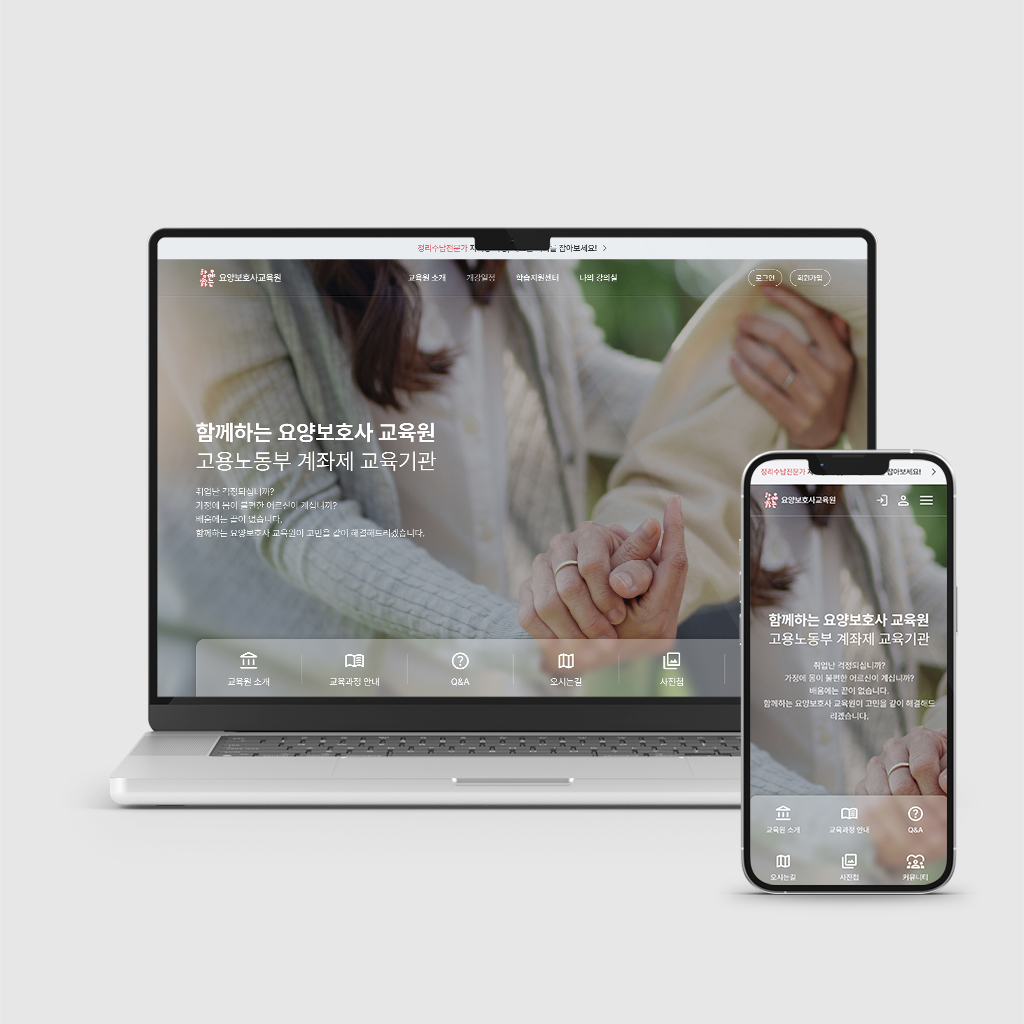 정리수납전문가
를 잡아보세요!
요양보호사교육원
교육원 소개
개강일정
학습지원센터
나의 강의실
로그인
회원가입
함께하는 요양보호사 교육원
고용노동부 계좌제 교육기관
취업난 걱정되십니까?
가정에 몸이 불편한 어르신이 계십니까?
배움에는 끝이 없습니다.
함께하는 요양보호사 교육원이 고민을 같이 해결해드리겠습니다.
교육원 소개
교육과정 안내
Q&A
오시는길
사진첩
정리수납전문가
잡아보세요!
요양보호사교육원
함께하는 요양보호사 교육원
고용노동부 계좌제 교육기관
취업난 걱정되십니까?
가정에 몸이 불편한 어르신이 계십니까?
배움에는 끝이 없습니다.
함께하는 요양보호사 교육원이 고민을 같이 해결해드
리겠습니다.
교육원 소개
교육과정 안내
Q&A
오시는길
사진첩
커뮤니티